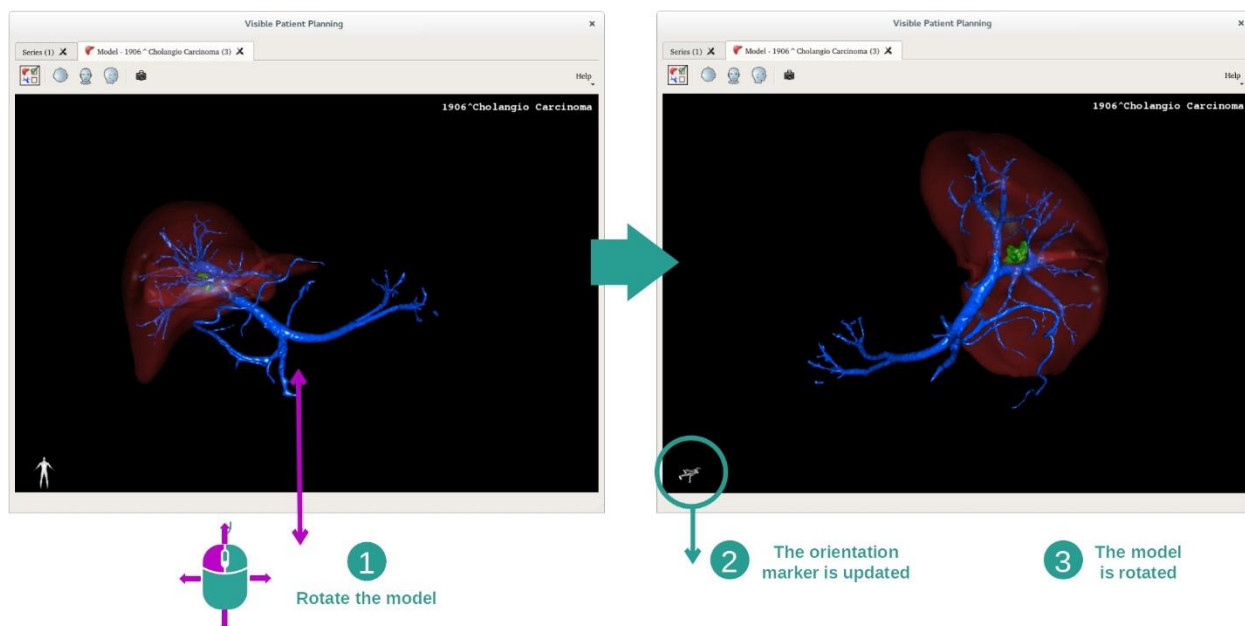 Visible Patient Planning
Series (1) Model - 1906 ^ Cholangio Carcinoma (3)
Help
1906^Cholangio Carcinoma
1
Rotate the model
Visible Patient Planning
Series (1) Model - 1906 ^ Cholangio Carcinoma (3)
Help
1906^Cholangio Carcinoma
2
The orientation
marker is updated
3
The model
is rotated